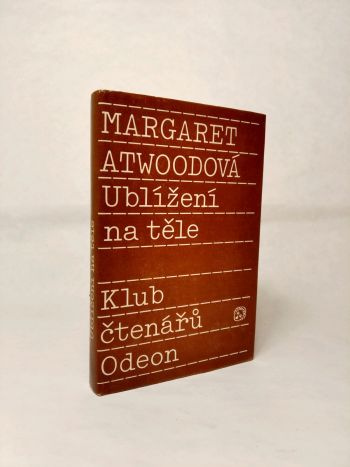 MARGARET
ATWOODOVÁ
Ublížení
na těle
Klub
čtenářů
Odeon
Ublížení na těle